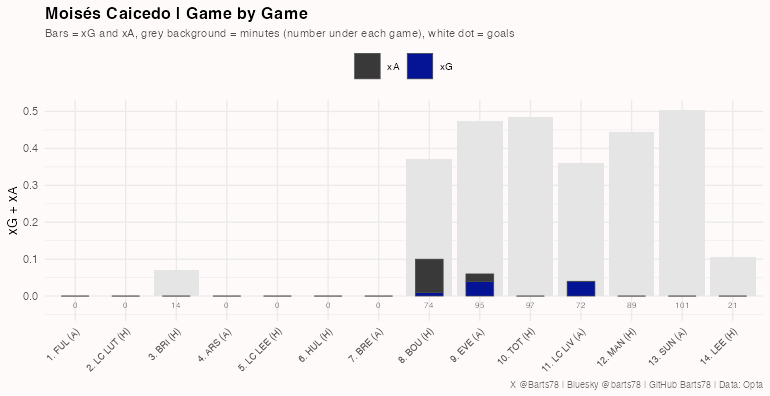 Moisés Caicedo | Game by Game
Bars = xG and xA, grey background = minutes (number under each game), white dot = goals
xA xG
xG + xA
0.5
0.4
0.3
0.2
0.1
0.0
0 0 14 0 0 0 0 74 95 97 72 89 101 21
1. FUL (A)
2. LC LUT (H)
3. BRI (H)
4. ARS (A)
5. LC LEE (H)
6. HUL (H)
7. BRE (A)
8. BOU (H)
9. EVE (A)
10. TOT (H)
11. LC LIV (A)
12. MAN (H)
13. SUN (A)
14. LEE (H)
X @Barts78 | Bluesky @barts78 | GitHub Barts78 | Data: Opta